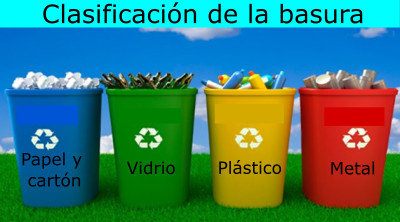 Clasificación de la basura
Papel y
cartón
Vidrio
Plástico
Metal